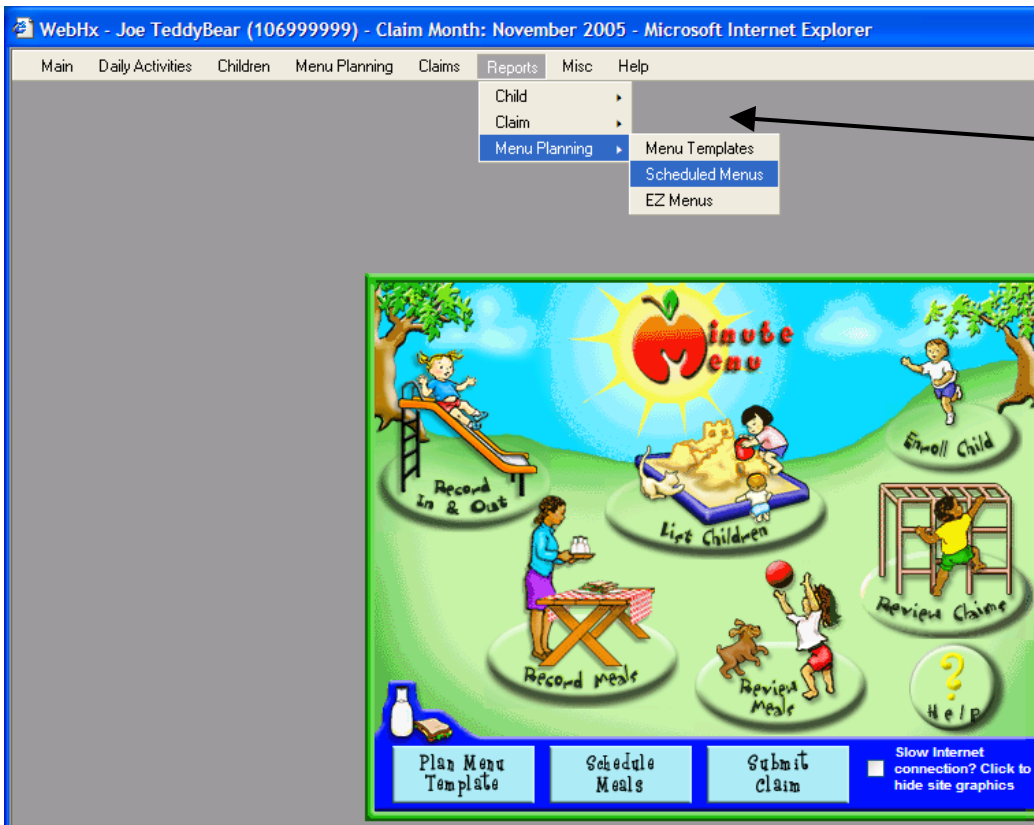 WebHx - Joe TeddyBear (106999999) - Claim Month: November 2005 - Microsoft Internet Explorer
Main Daily Activities Children Menu Planning Claims Reports Misc Help
Child
Claim
Menu Planning
Menu Templates
Scheduled Menus
EZ Menus
Minute
Menu
Enroll Child
Record
In & Out
List Children
Review Claims
Record Meals
Review
Meals
?
Help
Plan Menu
Template
Schedule
Meals
Submit
Claim
Slow Internet
connection? Click to
hide site graphics